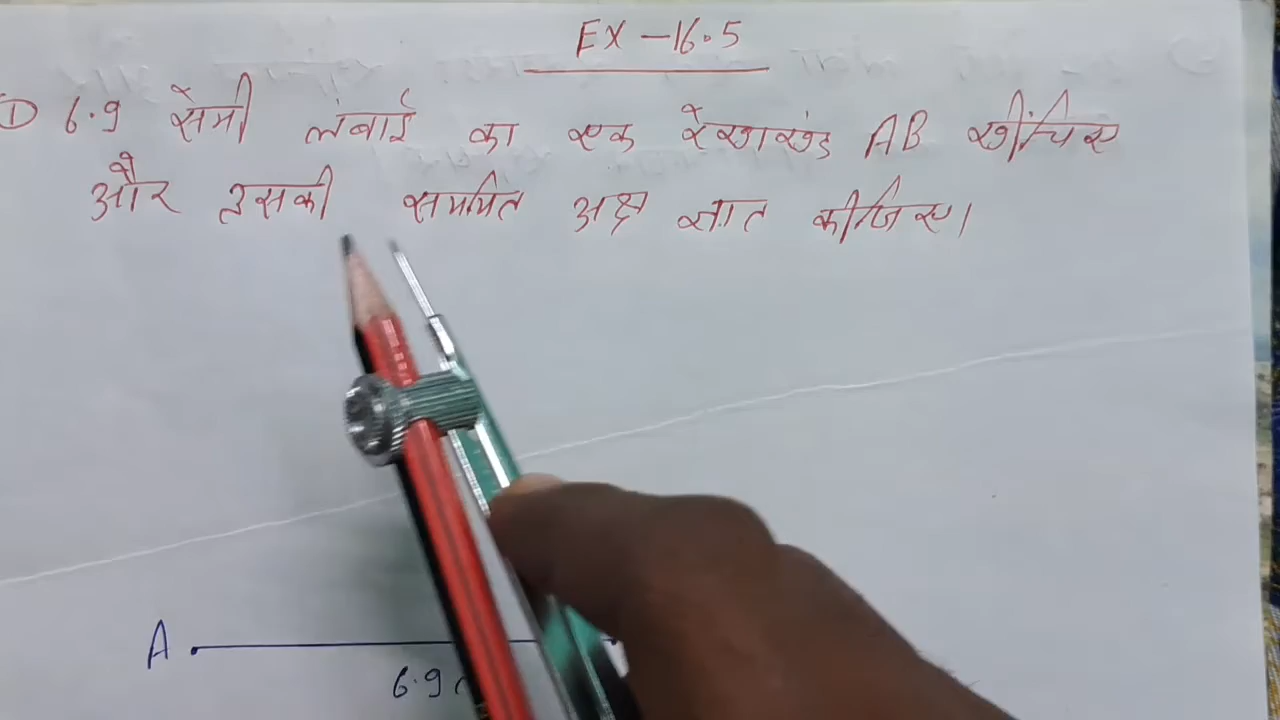 EX - 16.5
① 6.9 सेमी लंबाई का एक रेखाखंड AB खींचिए
और इसकी सममित अक्ष ज्ञात कीजिए।
A
6.9